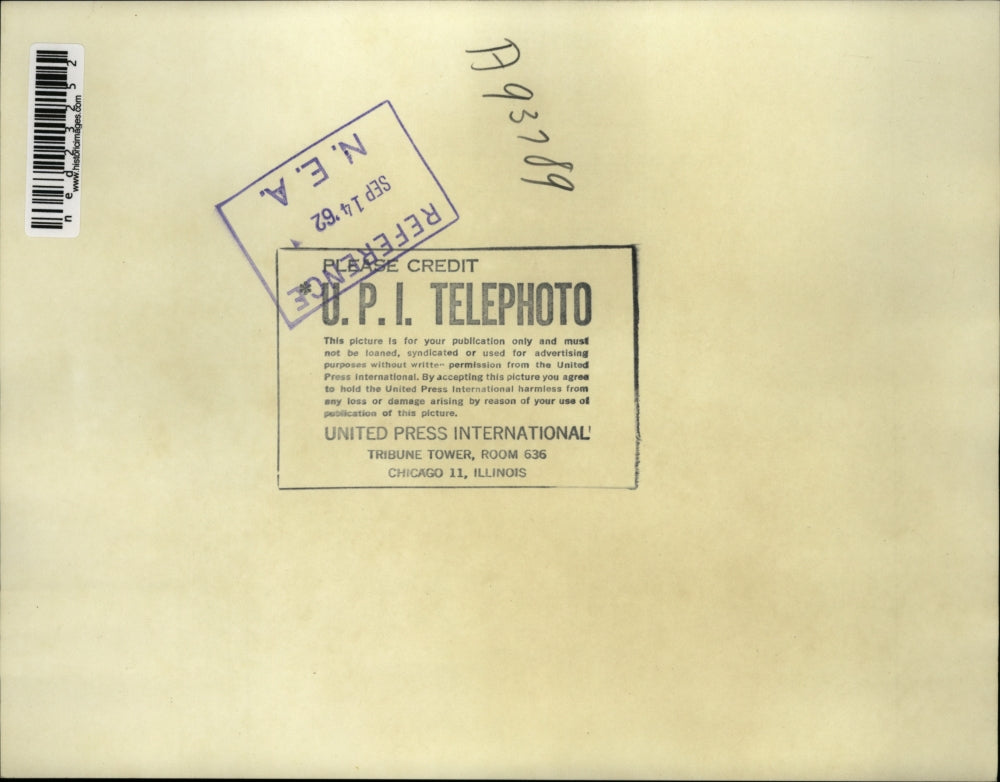 ned23252
www.historicimages.com
A93789
N.E.A.
SEP 14 '62
REFERENCE
PLEASE CREDIT
* U. P. I. TELEPHOTO
This picture is for your publication only and must
not be loaned, syndicated or used for advertising
purposes without written permission from the United
Press International. By accepting this picture you agree
to hold the United Press International harmless from
any loss or damage arising by reason of your use of
publication of this picture.
UNITED PRESS INTERNATIONAL
TRIBUNE TOWER, ROOM 636
CHICAGO 11, ILLINOIS